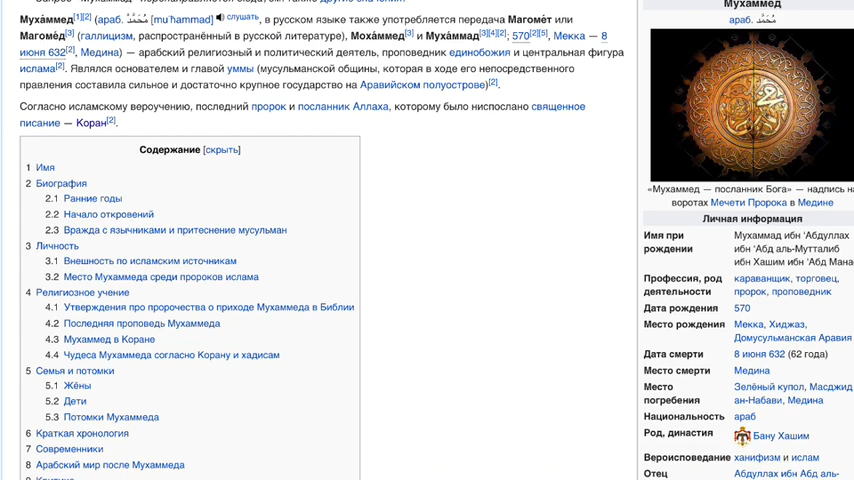 Муха́ммед[1][2] (араб. مُحَمَّد [muˈħammad] слушать, в русском языке также употребляется передача Магоме́т или
Магоме́д[3] (галлицизм, распространённый в русской литературе), Моха́ммед[3] и Муха́ммад[3][4][2]; 570[2][5], Мекка — 8
июня 632[2], Медина) — арабский религиозный и политический деятель, проповедник единобожия и центральная фигура
ислама[2]. Являлся основателем и главой уммы (мусульманской общины, которая в ходе его непосредственного
правления составила сильное и достаточно крупное государство на Аравийском полуострове)[2].
Согласно исламскому вероучению, последний пророк и посланник Аллаха, которому было ниспослано священное
писание — Коран[2].
Содержание [скрыть]
1 Имя
2 Биография
2.1 Ранние годы
2.2 Начало откровений
2.3 Вражда с язычниками и притеснение мусульман
3 Личность
3.1 Внешность по исламским источникам
3.2 Место Мухаммеда среди пророков ислама
4 Религиозное учение
4.1 Утверждения про пророчества о приходе Мухаммеда в Библии
4.2 Последняя проповедь Мухаммеда
4.3 Мухаммед в Коране
4.4 Чудеса Мухаммеда согласно Корану и хадисам
5 Семья и потомки
5.1 Жёны
5.2 Дети
5.3 Потомки Мухаммеда
6 Краткая хронология
7 Современники
8 Арабский мир после Мухаммеда
Мухаммед
араб. مُحَمَّد
«Мухаммед — посланник Бога» — надпись на
воротах Мечети Пророка в Медине
Личная информация
Имя при рождении Мухаммад ибн ‘Абдуллах
ибн ‘Абд аль-Мутталиб
ибн Хашим ибн ‘Абд Мана
Профессия, род деятельности караванщик, торговец,
пророк, проповедник
Дата рождения 570
Место рождения Мекка, Хиджаз,
Домусульманская Аравия
Дата смерти 8 июня 632 (62 года)
Место смерти Медина
Место погребения Зелёный купол, Масджид
ан-Набави, Медина
Национальность араб
Род, династия Бану Хашим
Вероисповедание ханифизм и ислам
Отец Абдуллах ибн Абд аль-